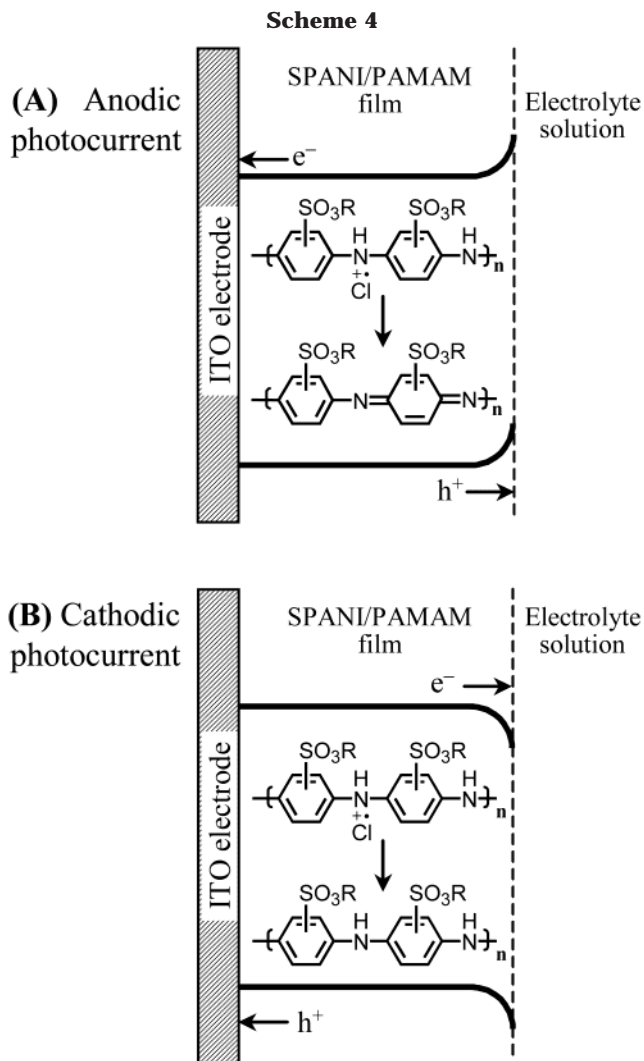 Scheme 4
(A) Anodic
photocurrent
SPANI/PAMAM
film
Electrolyte
solution
e⁻
ITO electrode
SO₃R SO₃R
H H
N N n
+•
Cl
SO₃R SO₃R
N N n
h⁺
(B) Cathodic
photocurrent
SPANI/PAMAM
film
Electrolyte
solution
e⁻
ITO electrode
SO₃R SO₃R
H H
N N n
+•
Cl
SO₃R SO₃R
H H
N N n
h⁺